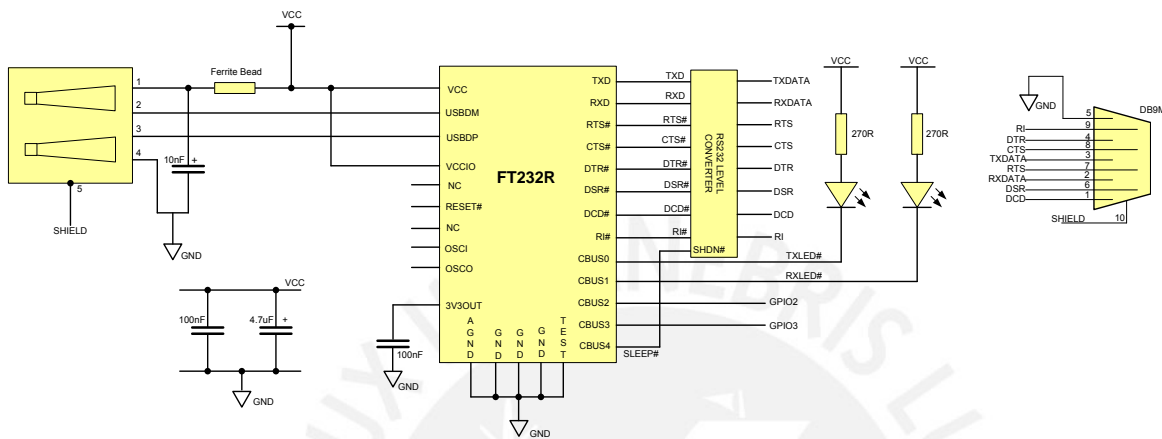 VCC
Ferrite Bead
1
2
3
4
5
SHIELD
10nF +
GND
VCC
100nF
4.7uF +
GND
FT232R
VCC
USBDM
USBDP
VCCIO
NC
RESET#
NC
OSCI
OSCO
3V3OUT
100nF
GND
AGND
GND
GND
GND
TEST
GND
TXD
RXD
RTS#
CTS#
DTR#
DSR#
DCD#
RI#
CBUS0
CBUS1
CBUS2
CBUS3
CBUS4
TXD
RXD
RTS#
CTS#
DTR#
DSR#
DCD#
RI#
SLEEP#
RS232 LEVEL
CONVERTER
SHDN#
TXDATA
RXDATA
RTS
CTS
DTR
DSR
DCD
RI
TXLED#
RXLED#
GPIO2
GPIO3
VCC
270R
VCC
270R
GND
DB9M
5
RI 9
DTR 4
CTS 8
TXDATA 3
RTS 7
RXDATA 2
DSR 6
DCD 1
SHIELD 10